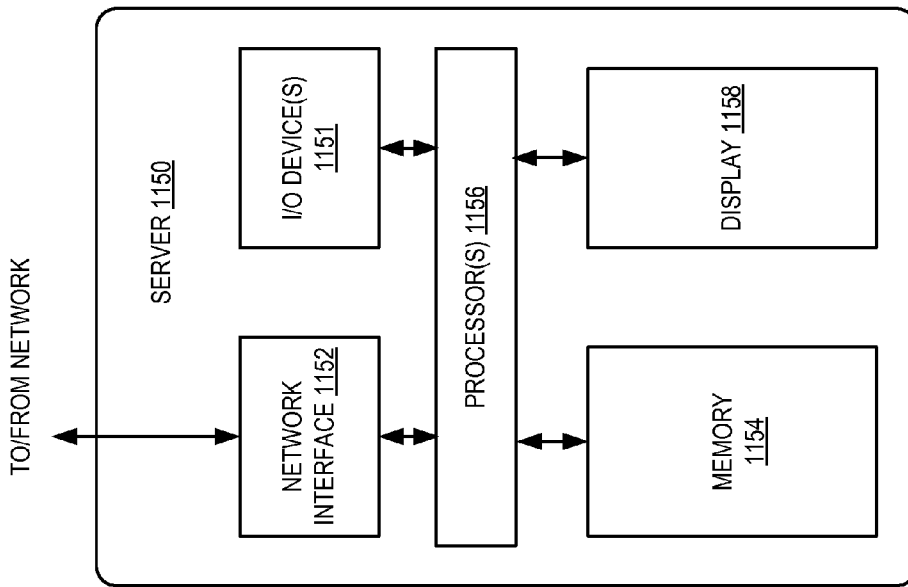 TO/FROM NETWORK
SERVER 1150
NETWORK
INTERFACE 1152
I/O DEVICE(S)
1151
PROCESSOR(S) 1156
MEMORY
1154
DISPLAY 1158